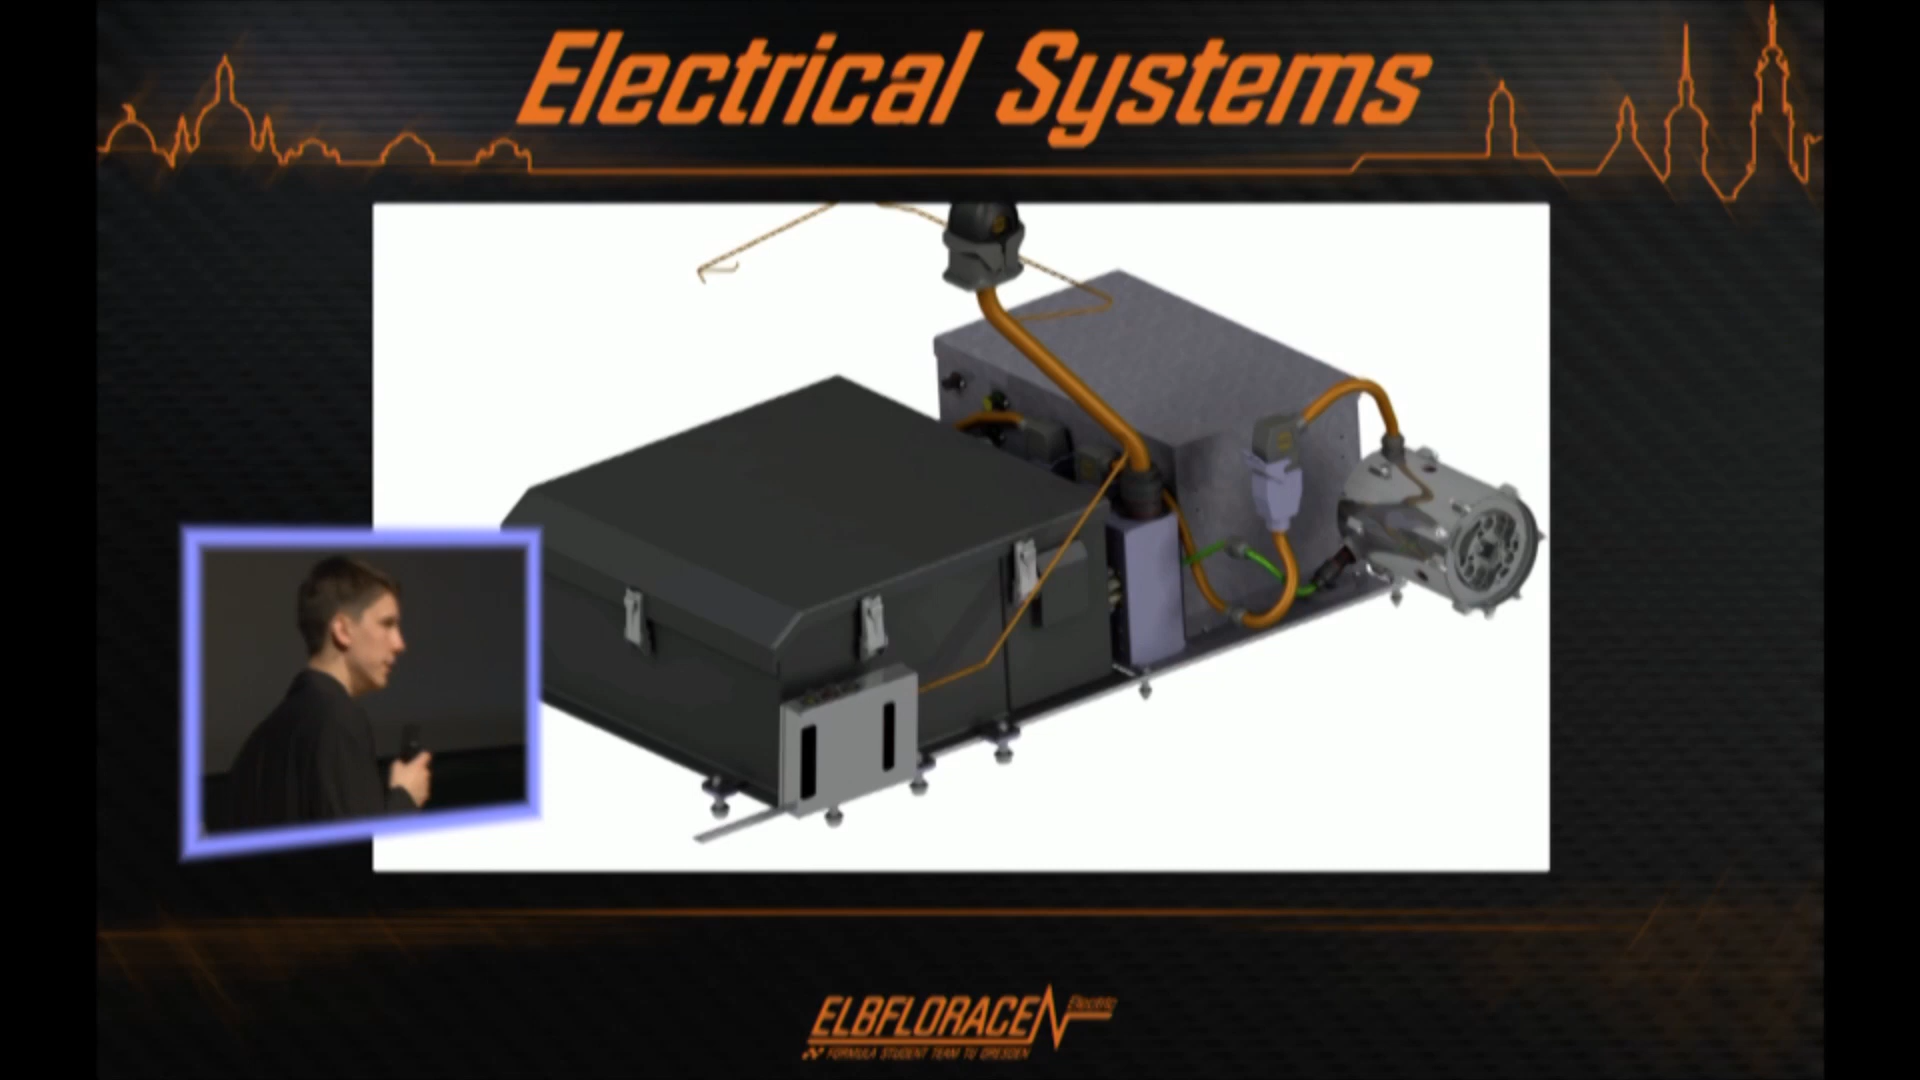 Electrical Systems
ELBFLORACE Electric
FORMULA STUDENT TEAM TU DRESDEN